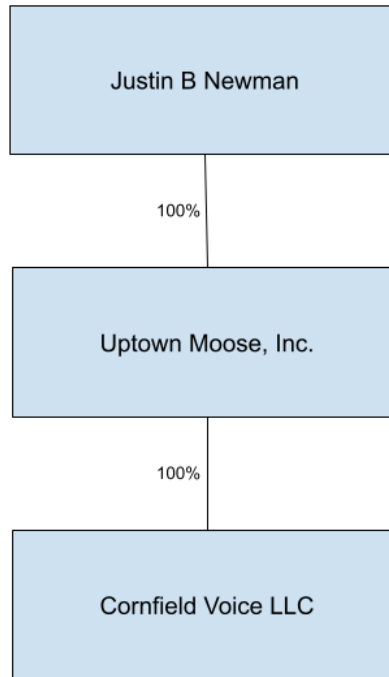 Justin B Newman
100%
Uptown Moose, Inc.
100%
Cornfield Voice LLC